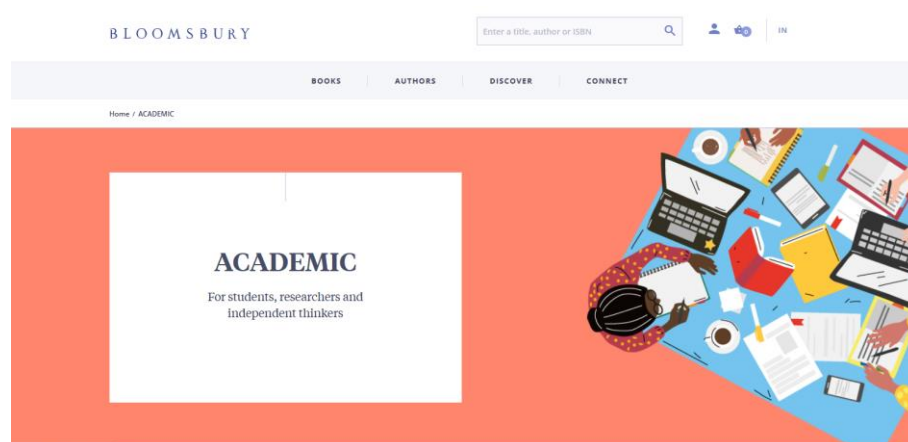 BLOOMSBURY
Enter a title, author or ISBN
0
IN
BOOKS
AUTHORS
DISCOVER
CONNECT
Home / ACADEMIC
ACADEMIC
For students, researchers and
independent thinkers